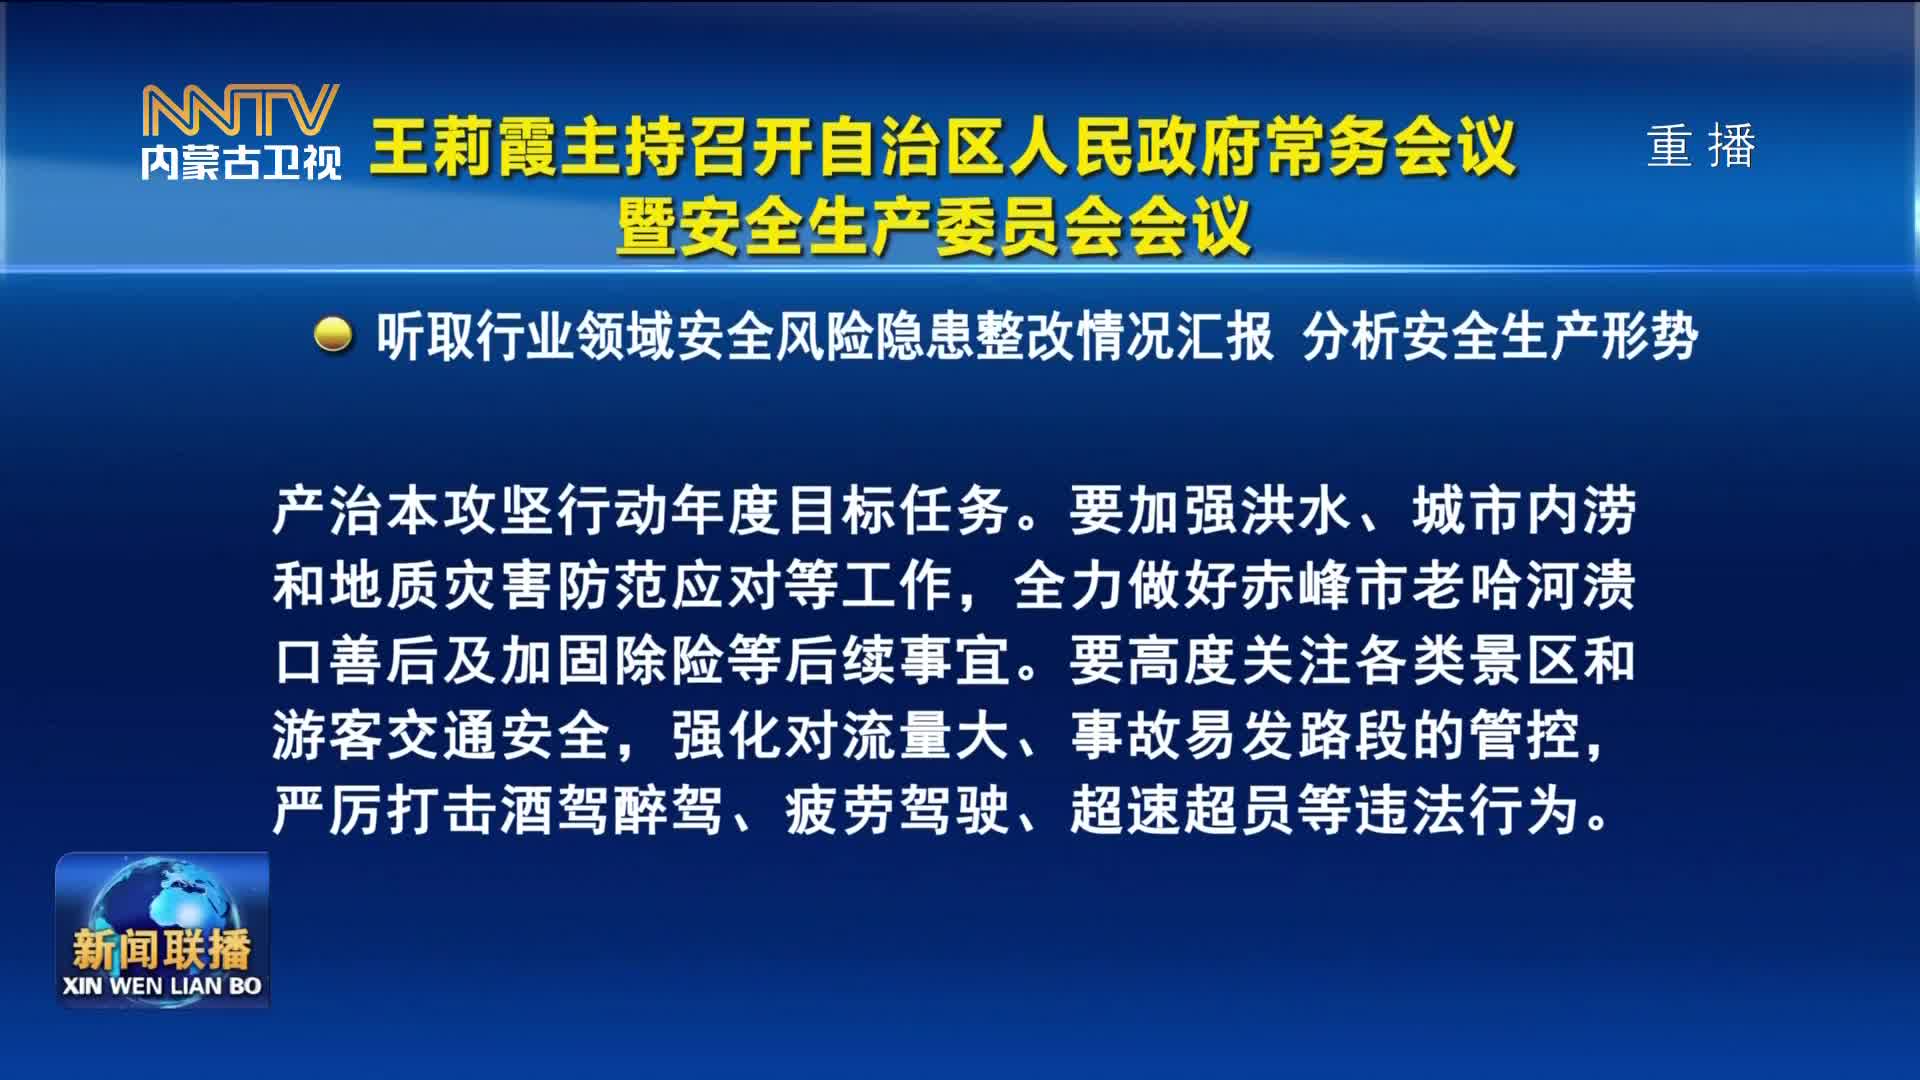 NNTV
内蒙古卫视
王莉霞主持召开自治区人民政府常务会议
重播
暨安全生产委员会会议
听取行业领域安全风险隐患整改情况汇报 分析安全生产形势
产治本攻坚行动年度目标任务。要加强洪水、城市内涝
和地质灾害防范应对等工作，全力做好赤峰市老哈河溃
口善后及加固除险等后续事宜。要高度关注各类景区和
游客交通安全，强化对流量大、事故易发路段的管控，
严厉打击酒驾醉驾、疲劳驾驶、超速超员等违法行为。
新闻联播
XIN WEN LIAN BO